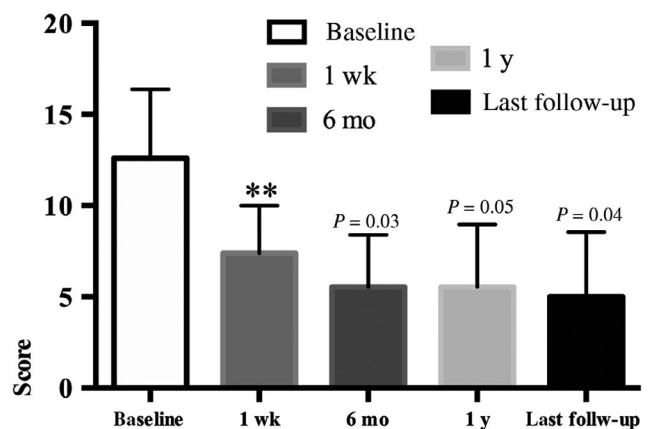 20
15
10
5
0
Score
Baseline
1 wk
6 mo
1 y
Last follow-up
**
P = 0.03
P = 0.05
P = 0.04
Baseline
1 wk
6 mo
1 y
Last follw-up